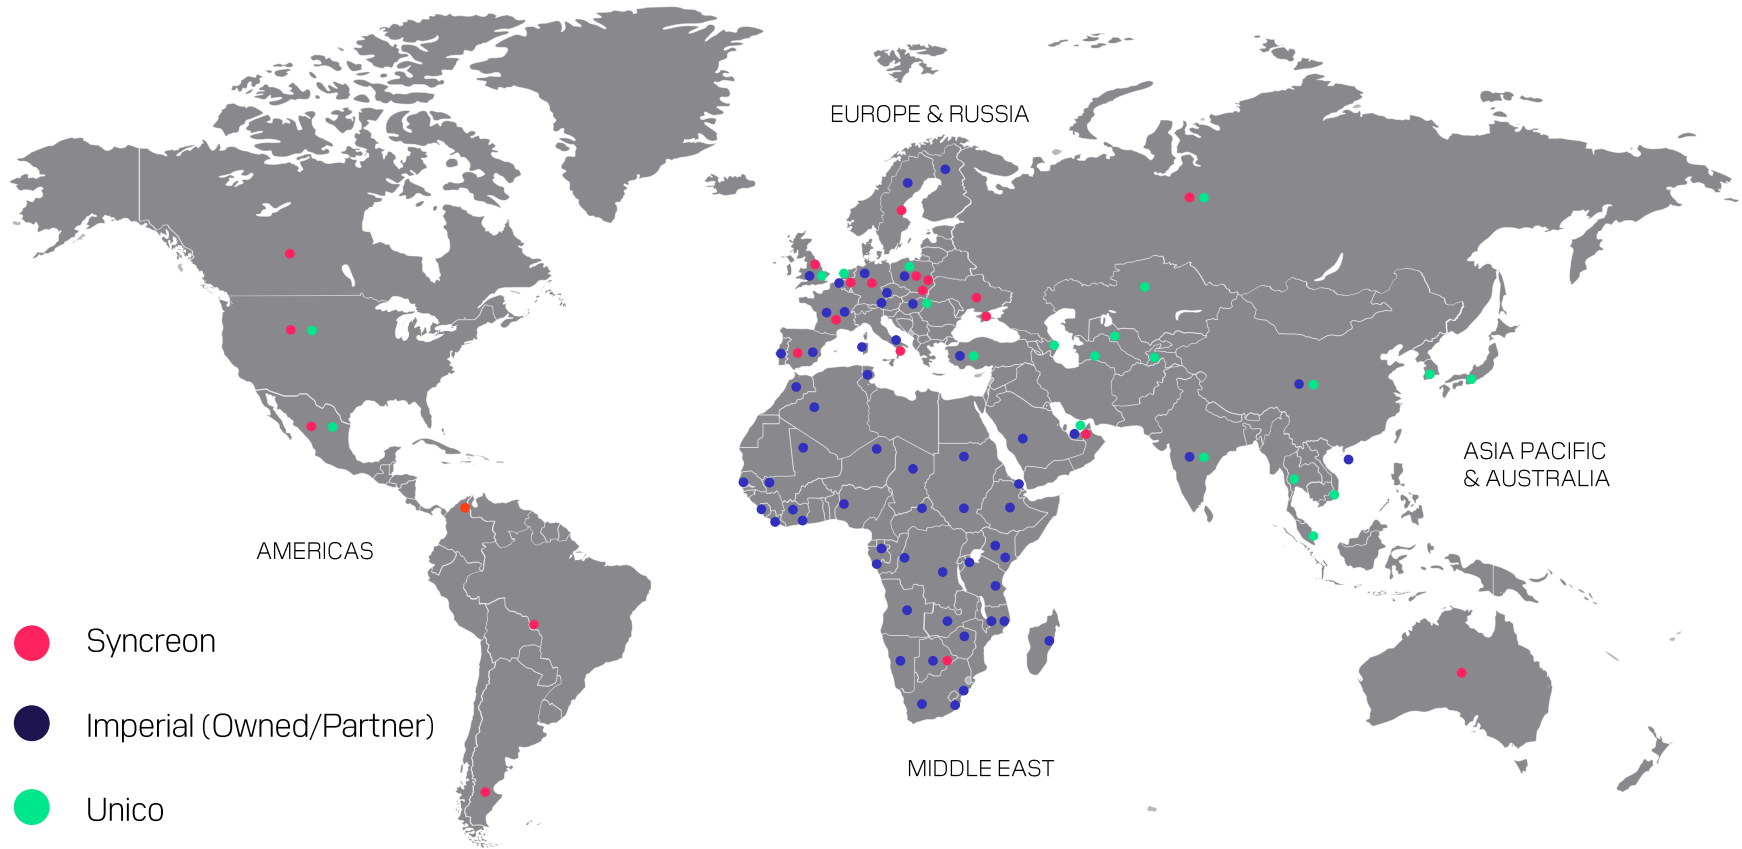 EUROPE & RUSSIA
ASIA PACIFIC
& AUSTRALIA
AMERICAS
Syncreon
Imperial (Owned/Partner)
MIDDLE EAST
Unico